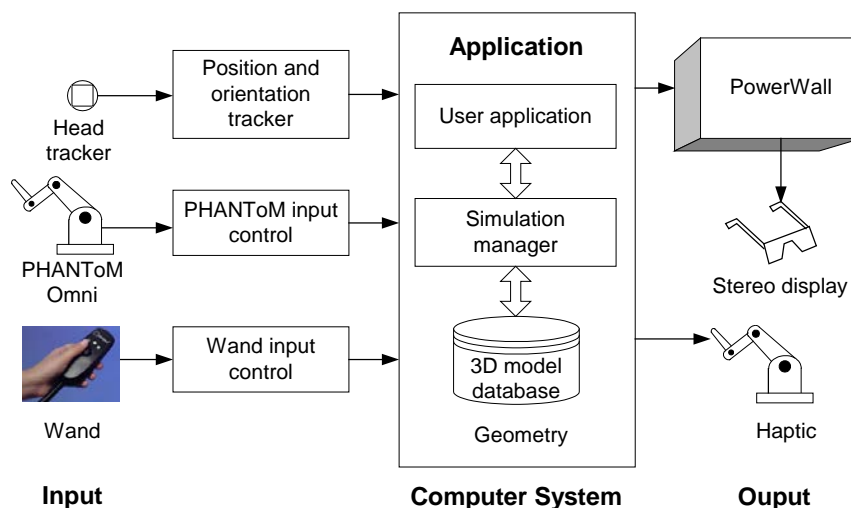 Head
tracker
Position and
orientation
tracker
PHANToM
Omni
PHANToM input
control
Wand
Wand input
control
Input
Application
User application
Simulation
manager
3D model
database
Geometry
Computer System
PowerWall
Stereo display
Haptic
Ouput